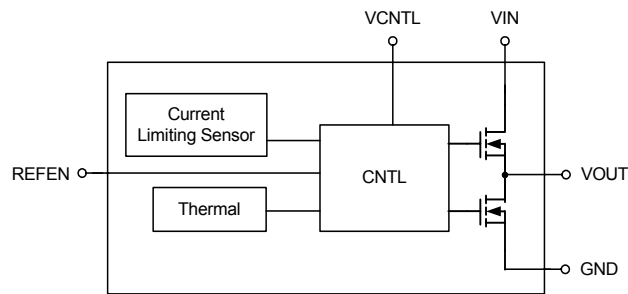 VCNTL
VIN
Current
Limiting Sensor
REFEN
CNTL
VOUT
Thermal
GND